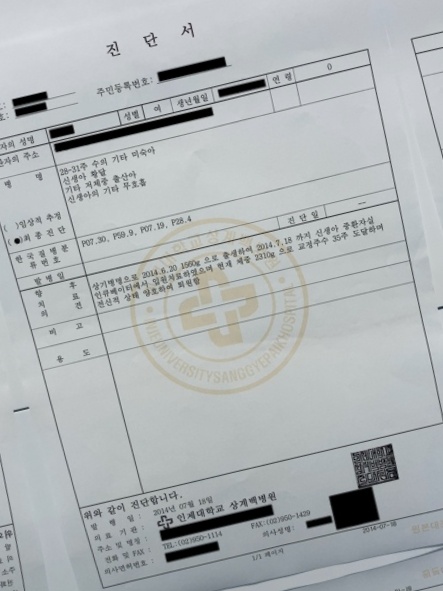 진 단 서
호:
주민등록번호:
자의 성명
성별
여
생년월일
연 령
0
환자의 주소
병 명
28-31주 수의 기타 미숙아
신생아 황달
기타 저체중 출산아
신생아의 기타 무호흡
( )임상적 추정
(●)최종 진단
한 국 질 병 분
류 번 호
P07.30, P59.9, P07.19, P28.4
진 단 일
발 병 일
향 후
치 료
의 견
상기병명으로 2014.6.20 1560g 으로 출생하여 2014.7.18 까지 신생아 중환자실
인큐베이터에서 입원치료하였으며 현재 체중 2310g 으로 교정주수 35주 도달하며
전신적 상태 양호하여 퇴원함
비 고
용 도
JE UNIVERSITY SANGGYE PAIK HOSPITA
위와 같이 진단합니다.
발 행 일 : 2014년 07월 18일
의 료 기 관 : 인제대학교 상계백병원
주소 및 명칭 :
전화 및 FAX : TEL:(02)950-1114 FAX:(02)950-1429
의사면허번호 : 의사성명:
2014-07-18
1/1 페이지